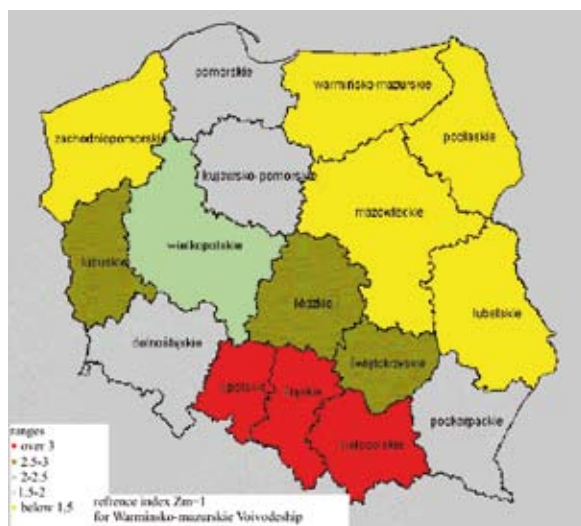 pomorskie
warmińsko-mazurskie
podlaskie
zachodniopomorskie
kujawsko-pomorskie
mazowieckie
wielkopolskie
lubuskie
łódzkie
lubelskie
dolnośląskie
świętokrzyskie
opolskie
śląskie
małopolskie
podkarpackie
ranges
over 3
2.5-3
2-2.5
1.5-2
below 1,5
refrence index Zm=1
for Warminsko-mazurskie Voivodeship